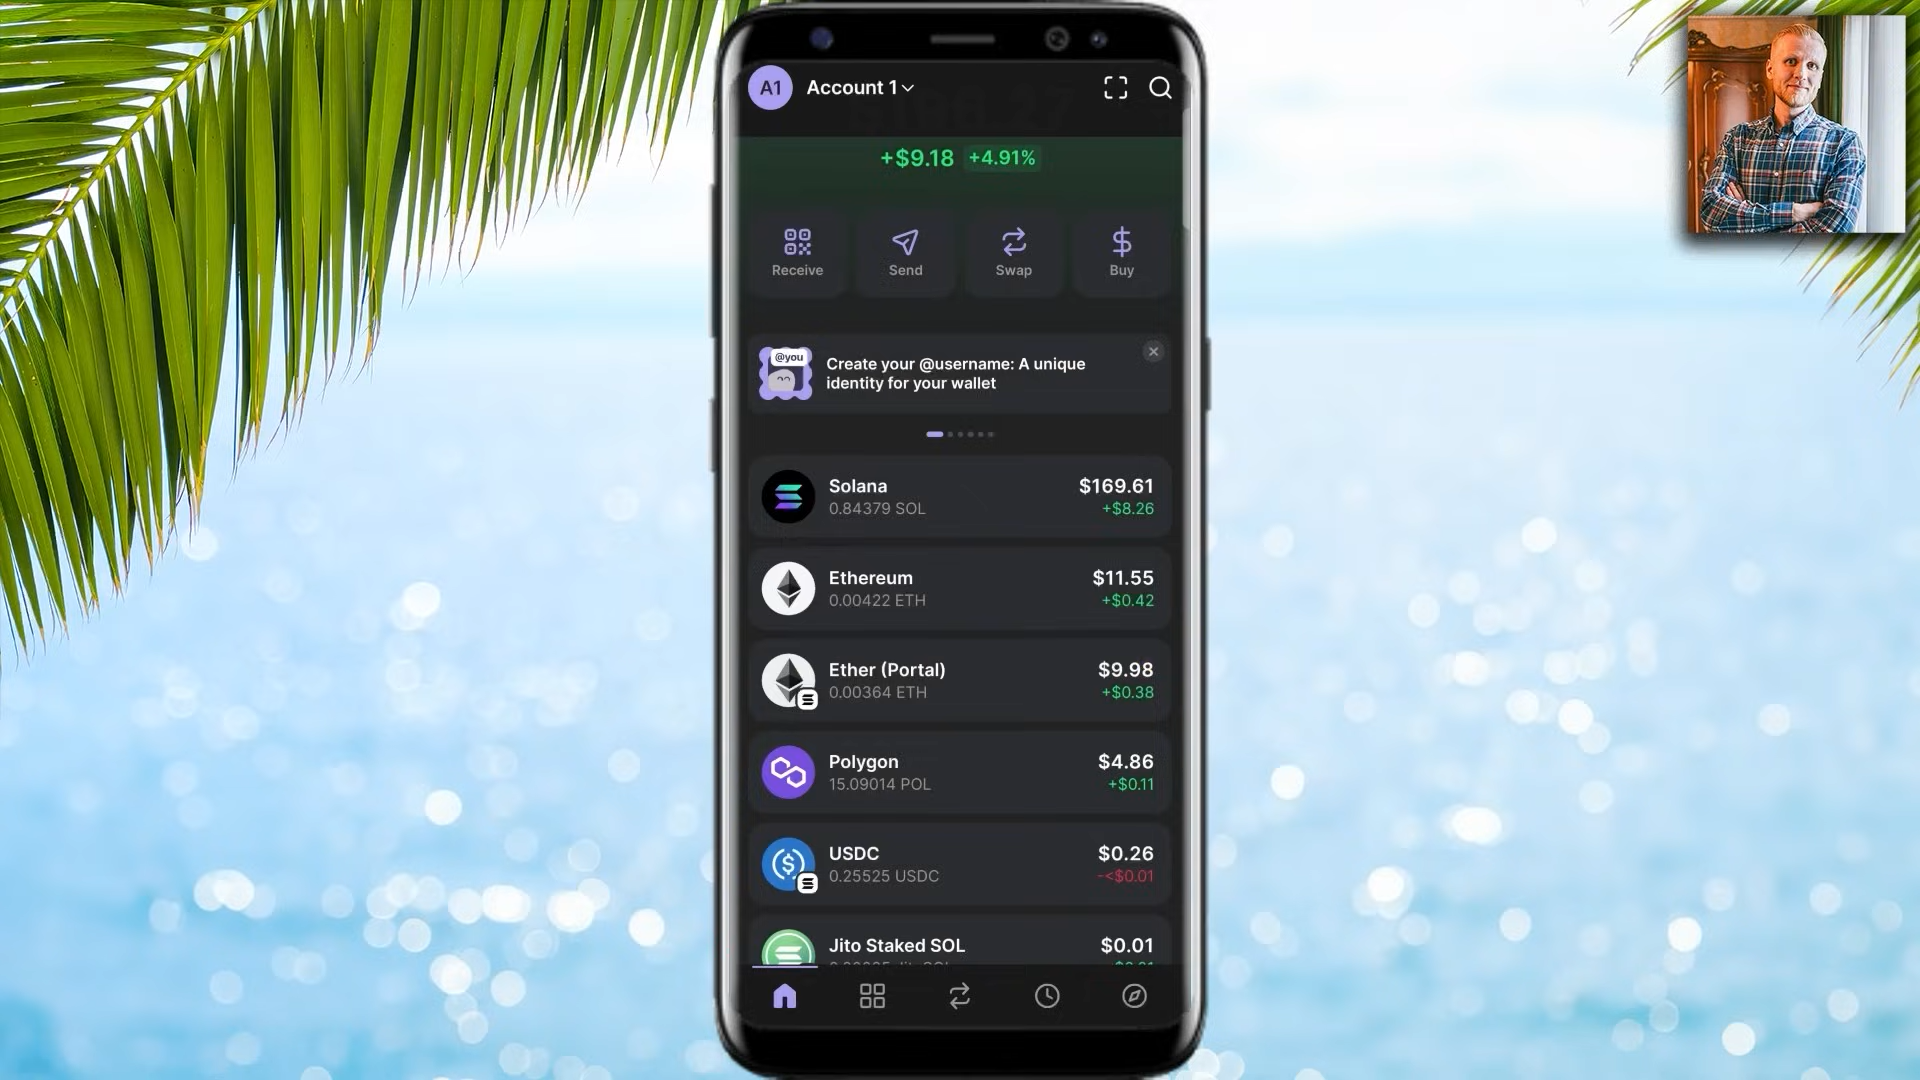 A1 Account 1
+$9.18 +4.91%
Receive Send Swap Buy
@you
Create your @username: A unique
identity for your wallet
Solana $169.61
0.84379 SOL +$8.26
Ethereum $11.55
0.00422 ETH +$0.42
Ether (Portal) $9.98
0.00364 ETH +$0.38
Polygon $4.86
15.09014 POL +$0.11
USDC $0.26
0.25525 USDC -<$0.01
Jito Staked SOL $0.01